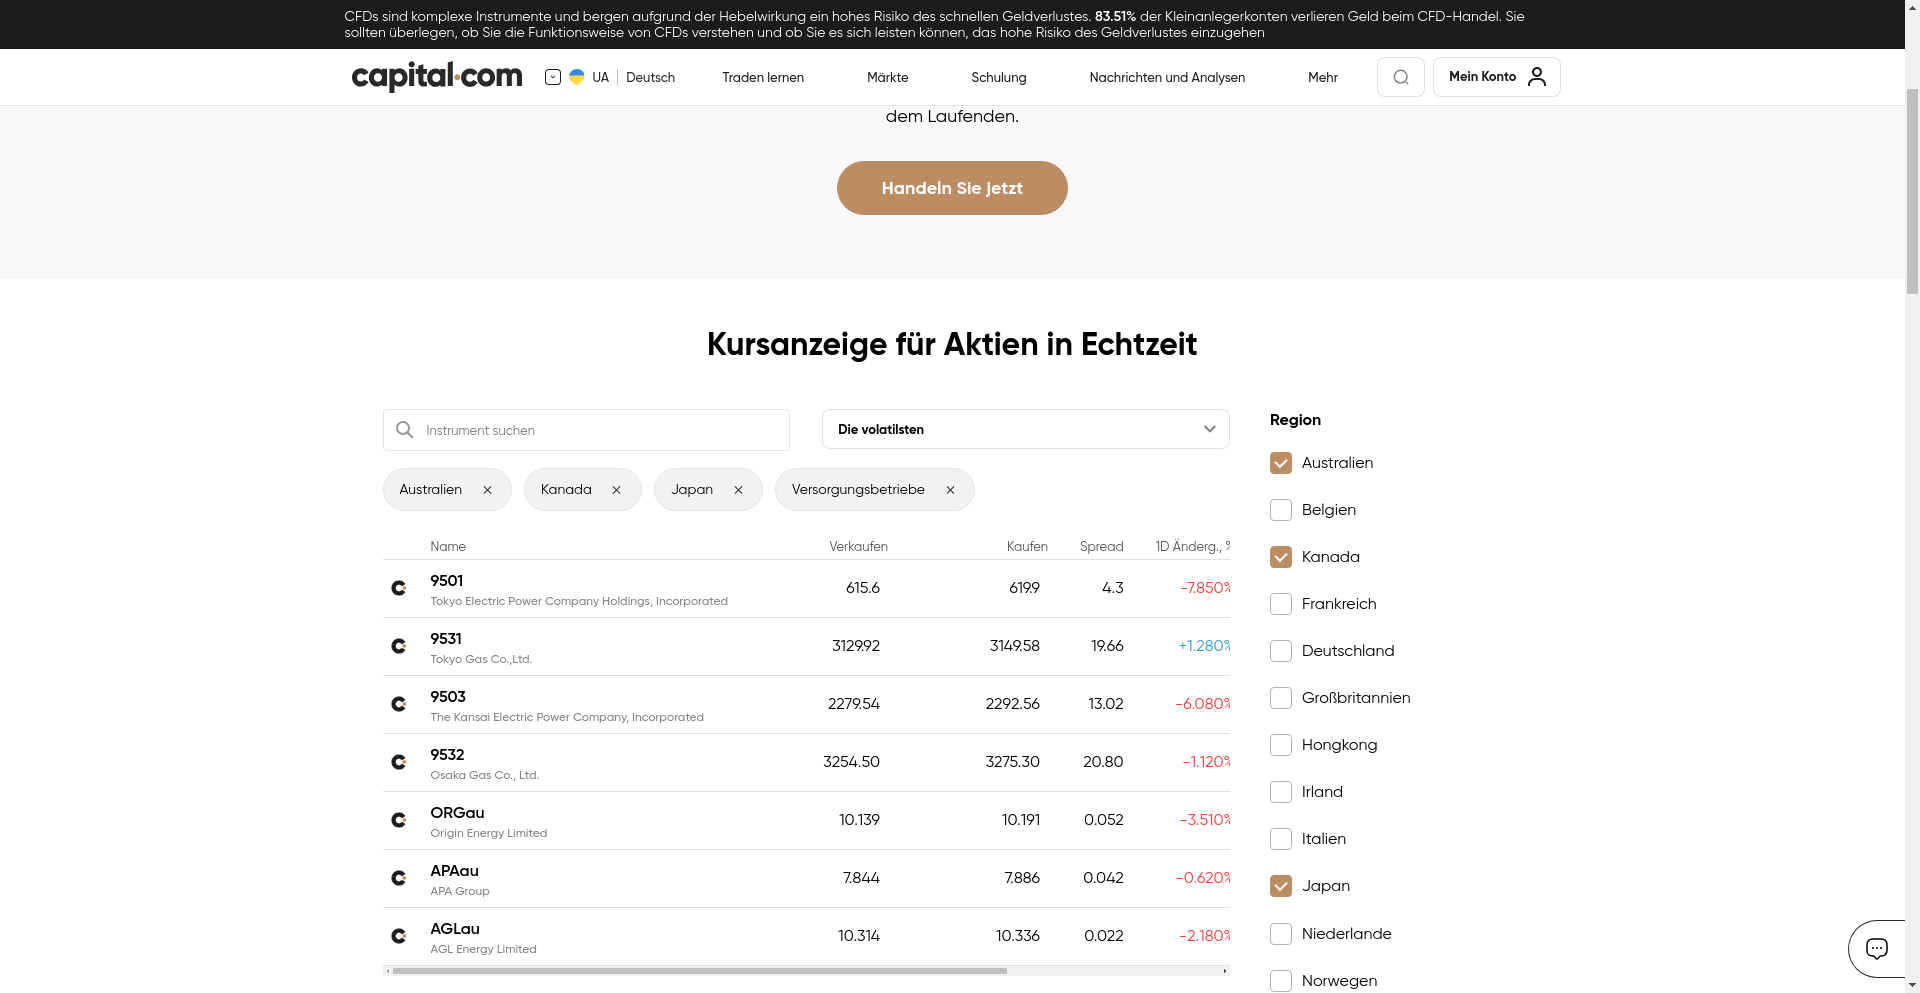 CFDs sind komplexe Instrumente und bergen aufgrund der Hebelwirkung ein hohes Risiko des schnellen Geldverlustes. 83.51% der Kleinanlegerkonten verlieren Geld beim CFD-Handel. Sie
sollten überlegen, ob Sie die Funktionsweise von CFDs verstehen und ob Sie es sich leisten können, das hohe Risiko des Geldverlustes einzugehen
capital.com UA Deutsch Traden lernen Märkte Schulung Nachrichten und Analysen Mehr Mein Konto
dem Laufenden.
Handeln Sie jetzt
Kursanzeige für Aktien in Echtzeit
Instrument suchen
Die volatilsten
Australien Kanada Japan Versorgungsbetriebe
Name Verkaufen Kaufen Spread 1D Änderg., %
9501 615.6 619.9 4.3 -7.850%
Tokyo Electric Power Company Holdings, Incorporated
9531 3129.92 3149.58 19.66 +1.280%
Tokyo Gas Co.,Ltd.
9503 2279.54 2292.56 13.02 -6.080%
The Kansai Electric Power Company, Incorporated
9532 3254.50 3275.30 20.80 -1.120%
Osaka Gas Co., Ltd.
ORGau 10.139 10.191 0.052 -3.510%
Origin Energy Limited
APAau 7.844 7.886 0.042 -0.620%
APA Group
AGLau 10.314 10.336 0.022 -2.180%
AGL Energy Limited
Region
Australien
Belgien
Kanada
Frankreich
Deutschland
Großbritannien
Hongkong
Irland
Italien
Japan
Niederlande
Norwegen